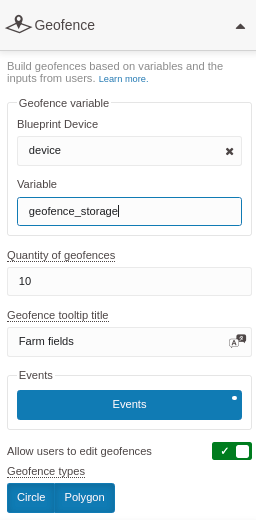 Geofence
Build geofences based on variables and the
inputs from users. Learn more.
Geofence variable
Blueprint Device
device
Variable
geofence_storage
Quantity of geofences
10
Geofence tooltip title
Farm fields
Events
Events
Allow users to edit geofences
Geofence types
Circle Polygon